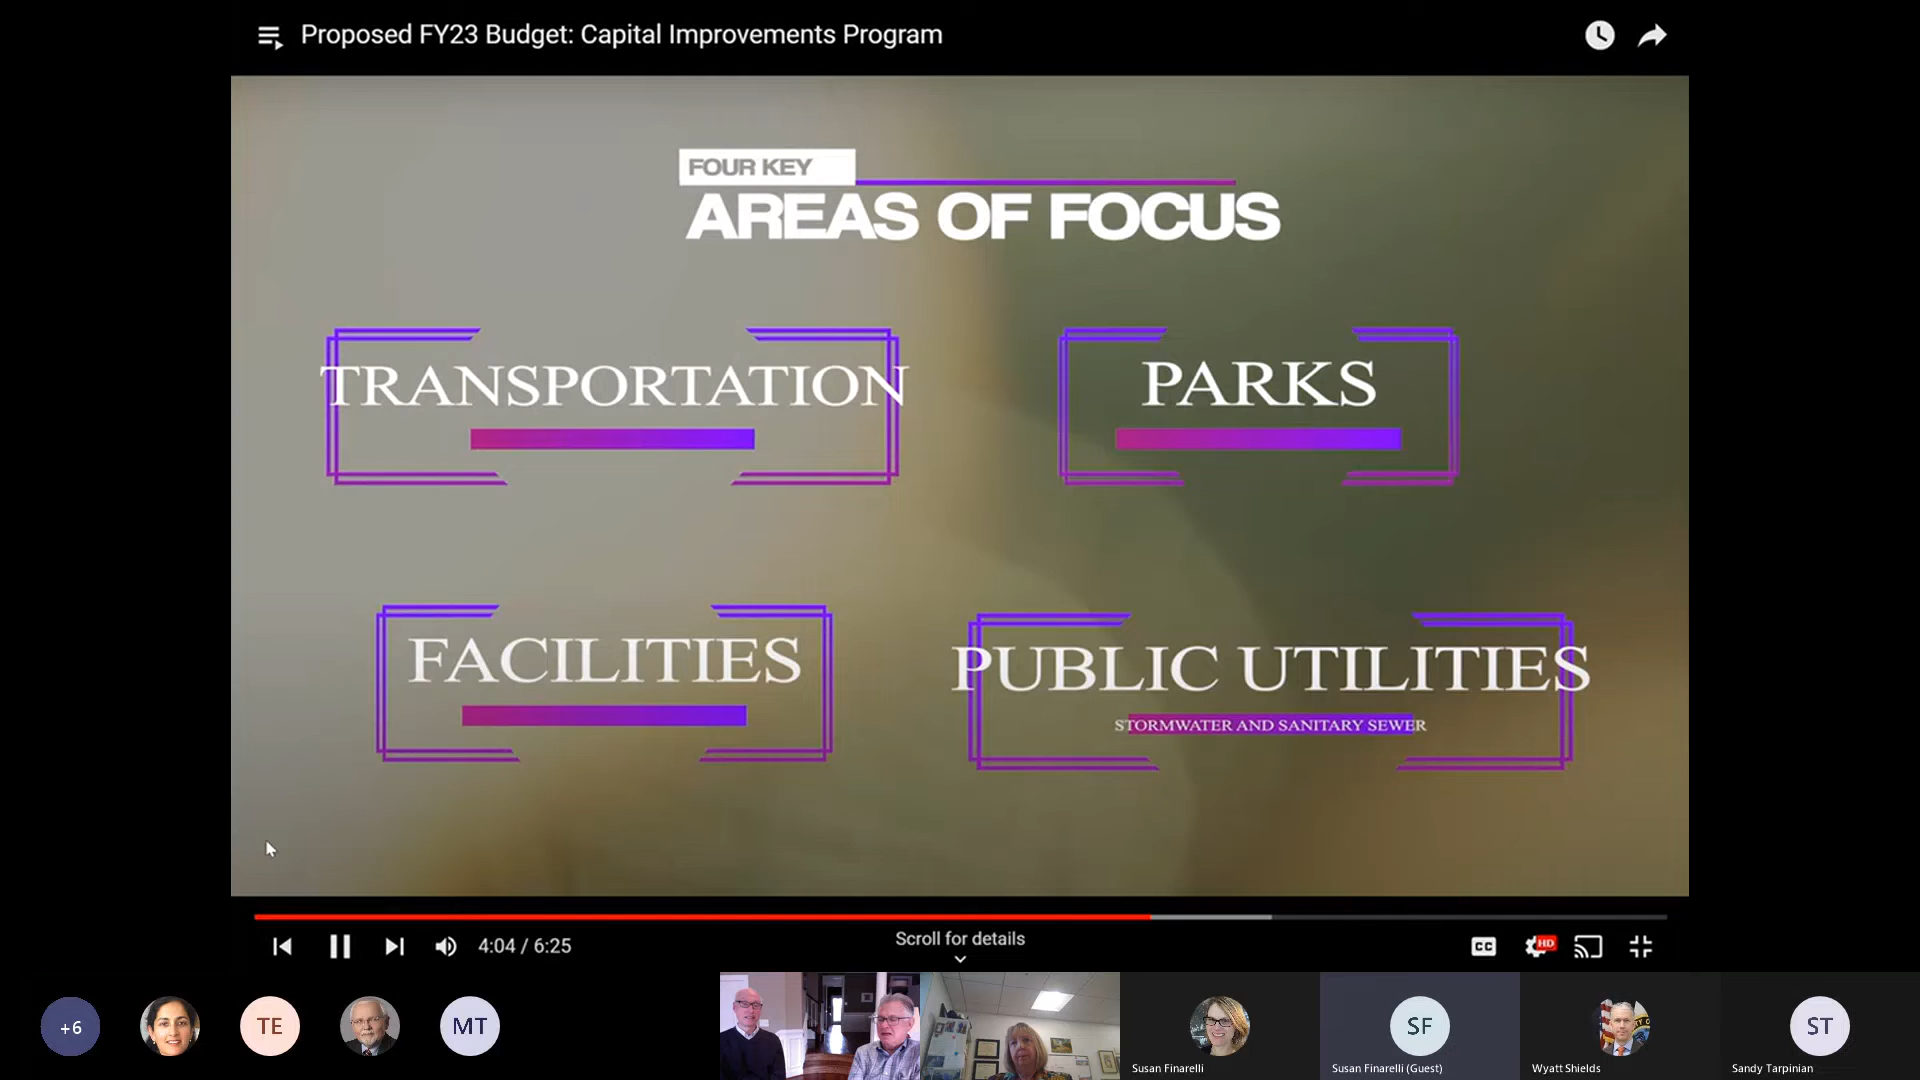 Proposed FY23 Budget: Capital Improvements Program
FOUR KEY
AREAS OF FOCUS
TRANSPORTATION
PARKS
FACILITIES
PUBLIC UTILITIES
STORMWATER AND SANITARY SEWER
4:04 / 6:25
Scroll for details
CC
HD
+6
TE
MT
Susan Finarelli
SF
Susan Finarelli (Guest)
Wyatt Shields
ST
Sandy Tarpinian